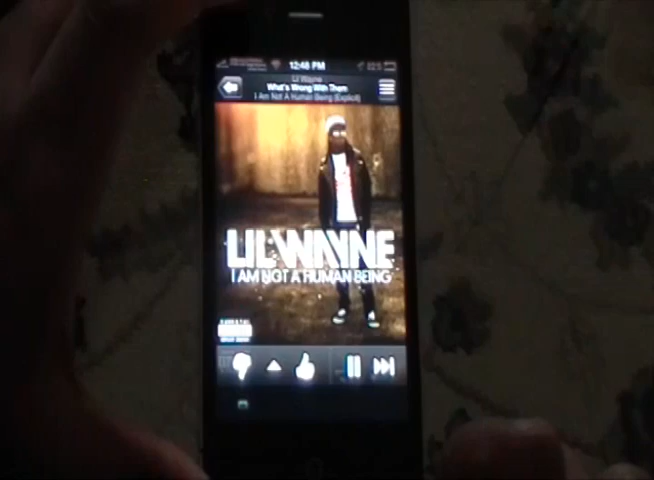 12:48 PM
Lil Wayne
What's Wrong With Them
I Am Not A Human Being (Explicit)
LIL WAYNE
I AM NOT A HUMAN BEING